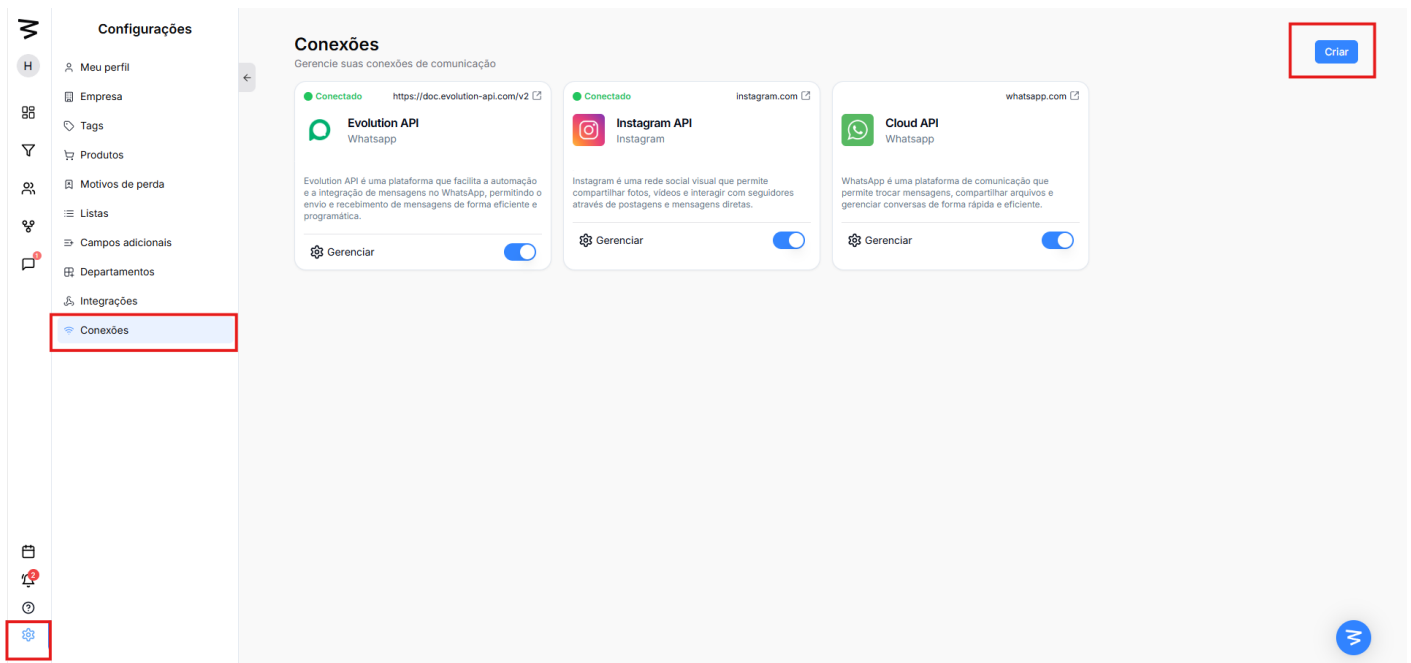 Configurações
H
Meu perfil
Empresa
Tags
Produtos
Motivos de perda
Listas
Campos adicionais
Departamentos
Integrações
Conexões
1
2
Conexões
Gerencie suas conexões de comunicação
Criar
Conectado https://doc.evolution-api.com/v2
Evolution API
Whatsapp
Evolution API é uma plataforma que facilita a automação
e a integração de mensagens no WhatsApp, permitindo o
envio e recebimento de mensagens de forma eficiente e
programática.
Gerenciar
Conectado instagram.com
Instagram API
Instagram
Instagram é uma rede social visual que permite
compartilhar fotos, vídeos e interagir com seguidores
através de postagens e mensagens diretas.
Gerenciar
whatsapp.com
Cloud API
Whatsapp
WhatsApp é uma plataforma de comunicação que
permite trocar mensagens, compartilhar arquivos e
gerenciar conversas de forma rápida e eficiente.
Gerenciar